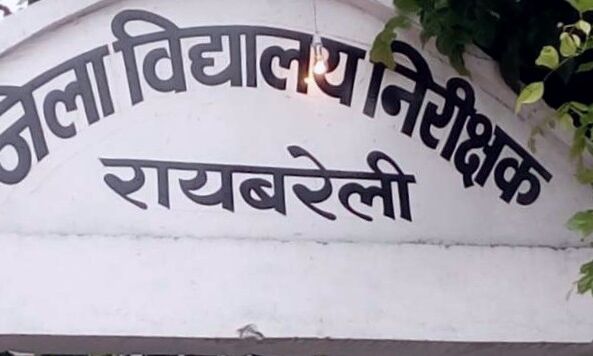 जिला विद्यालय निरीक्षक
रायबरेली